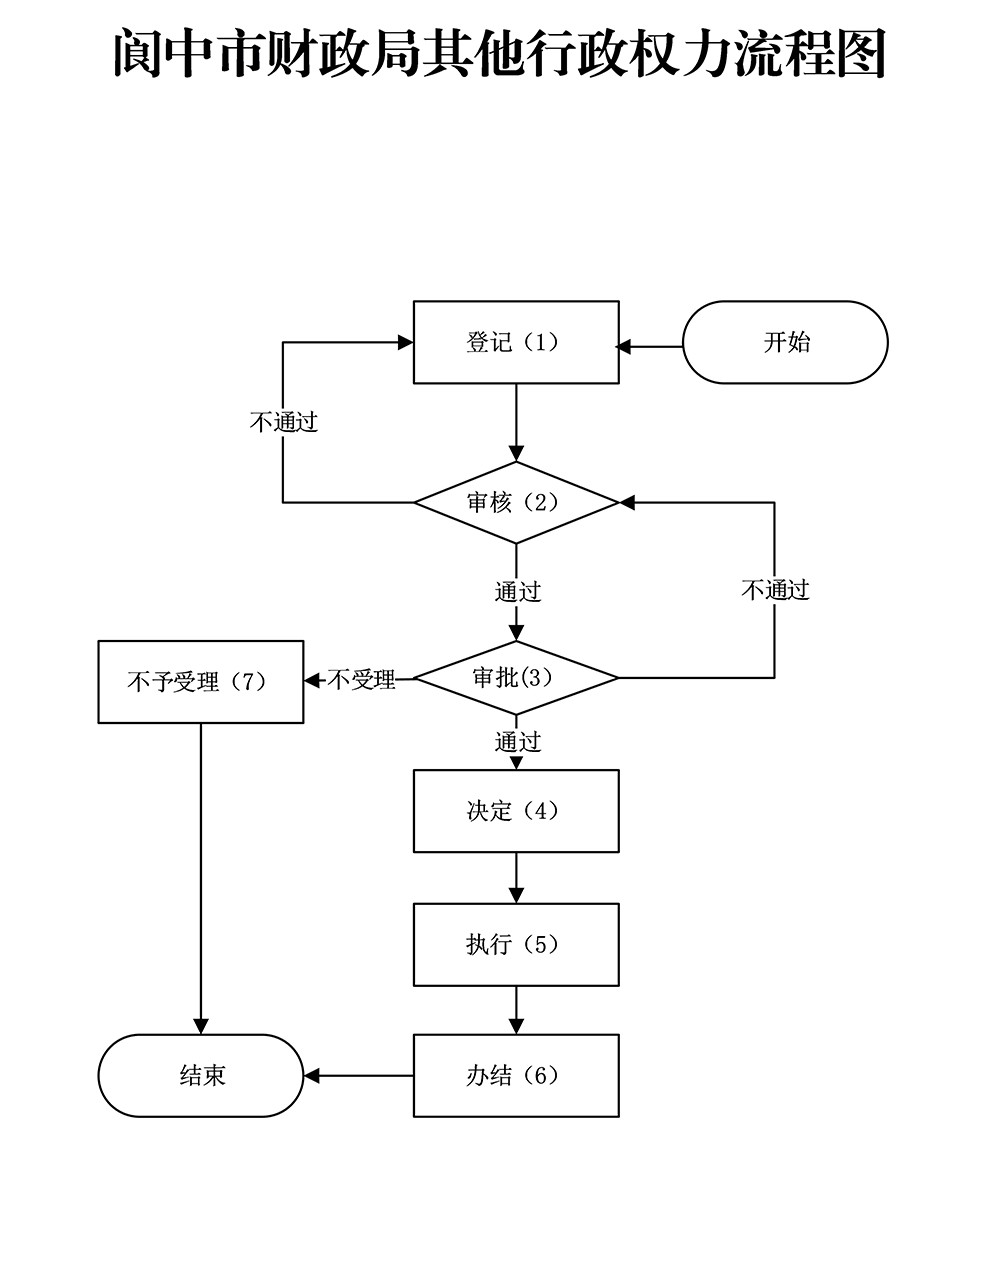 阆中市财政局其他行政权力流程图
登记（1）
开始
不通过
审核（2）
通过
不通过
不予受理（7）
不受理
审批(3）
通过
决定（4）
执行（5）
结束
办结（6）